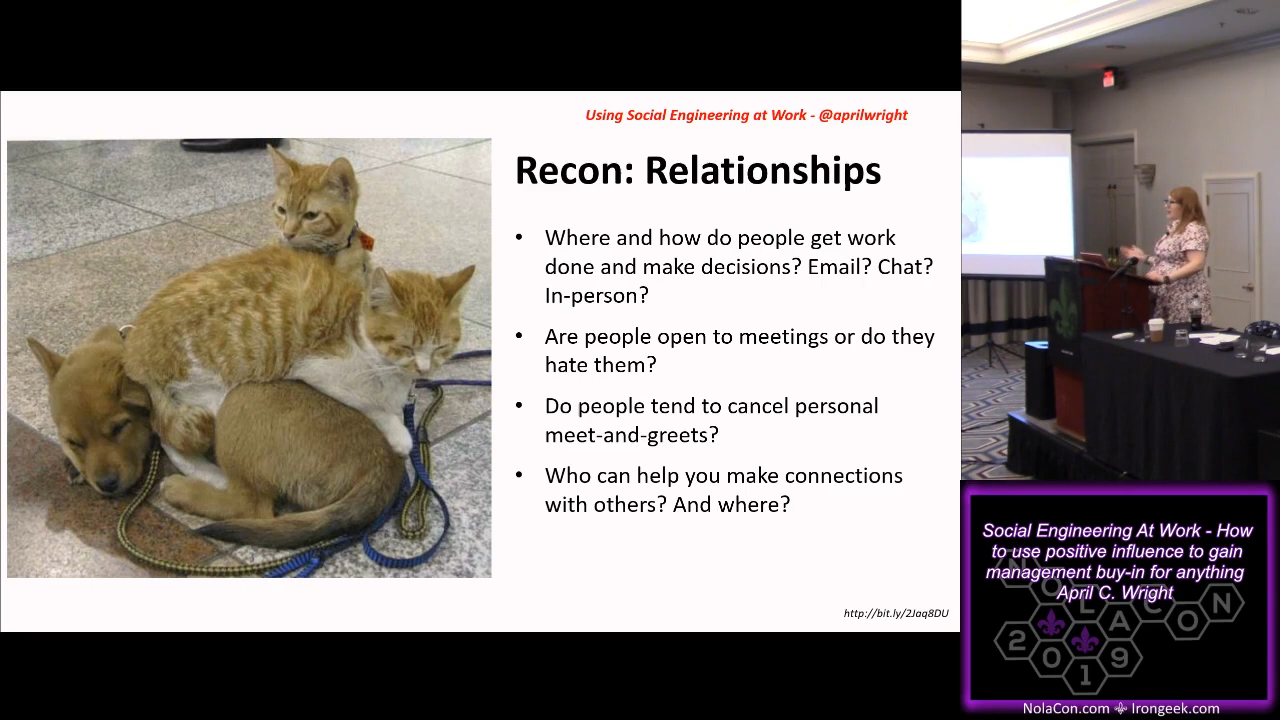 Using Social Engineering at Work - @aprilwright
Recon: Relationships
• Where and how do people get work
done and make decisions? Email? Chat?
In-person?
• Are people open to meetings or do they
hate them?
• Do people tend to cancel personal
meet-and-greets?
• Who can help you make connections
with others? And where?
http://bit.ly/2Jaq8DU
Social Engineering At Work - How
to use positive influence to gain
management buy-in for anything
April C. Wright
NOLACON
2019
NolaCon.com Irongeek.com